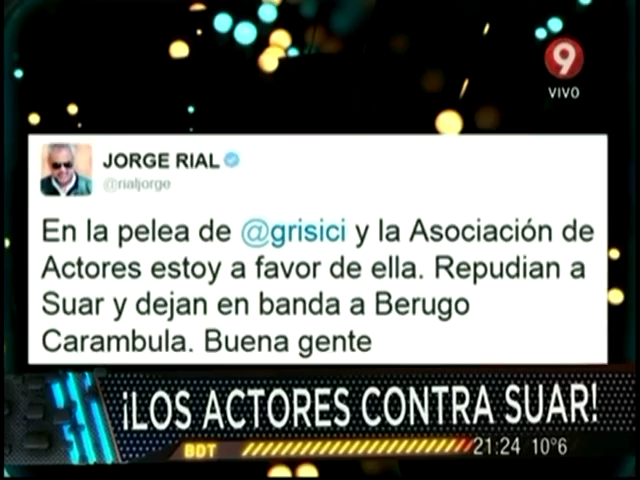 9
VIVO
JORGE RIAL
@rialjorge
En la pelea de @grisici y la Asociación de
Actores estoy a favor de ella. Repudian a
Suar y dejan en banda a Berugo
Carambula. Buena gente
¡LOS ACTORES CONTRA SUAR!
BDT
21:24 10°6